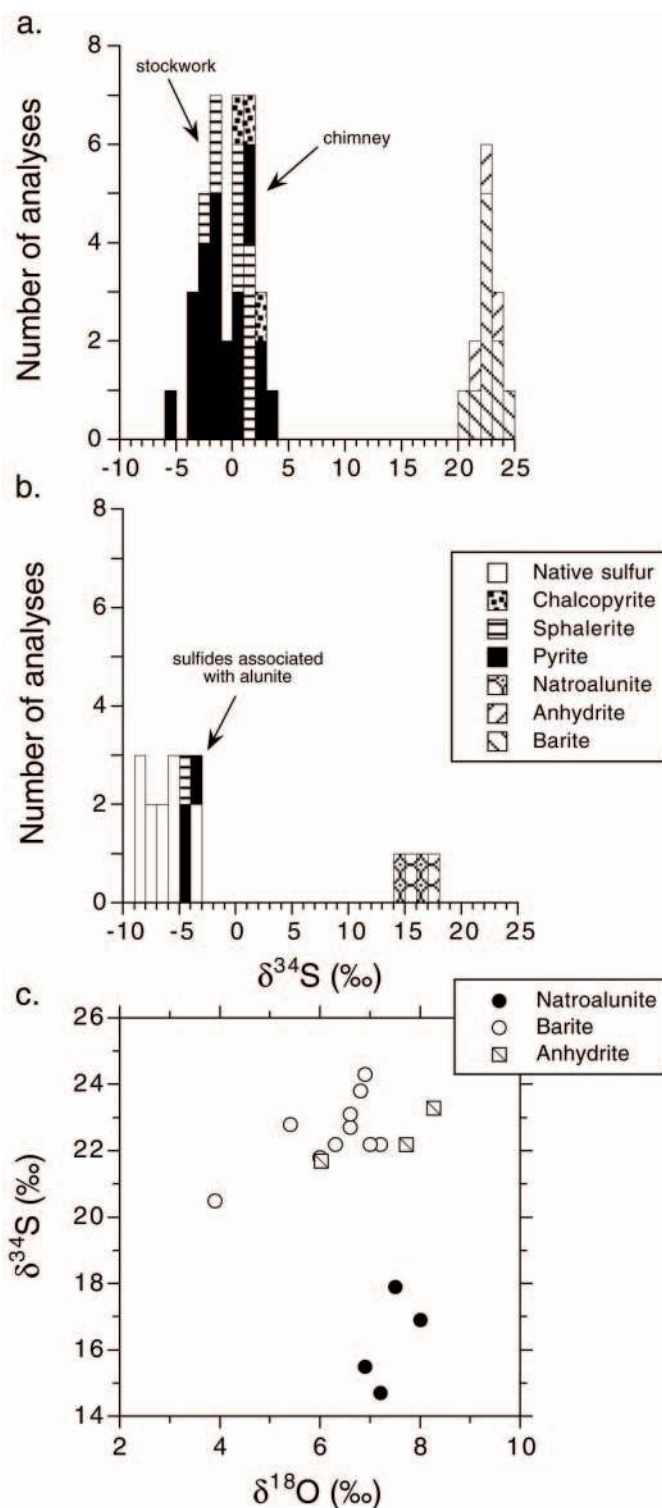 a.
8
6
4
2
0
Number of analyses
stockwork
chimney
-10 -5 0 5 10 15 20 25
b.
8
6
4
2
0
Number of analyses
sulfides associated
with alunite
Native sulfur
Chalcopyrite
Sphalerite
Pyrite
Natroalunite
Anhydrite
Barite
-10 -5 0 5 10 15 20 25
δ³⁴S (‰)
c.
Natroalunite
Barite
Anhydrite
26
24
22
20
18
16
14
δ³⁴S (‰)
2 4 6 8 10
δ¹⁸O (‰)